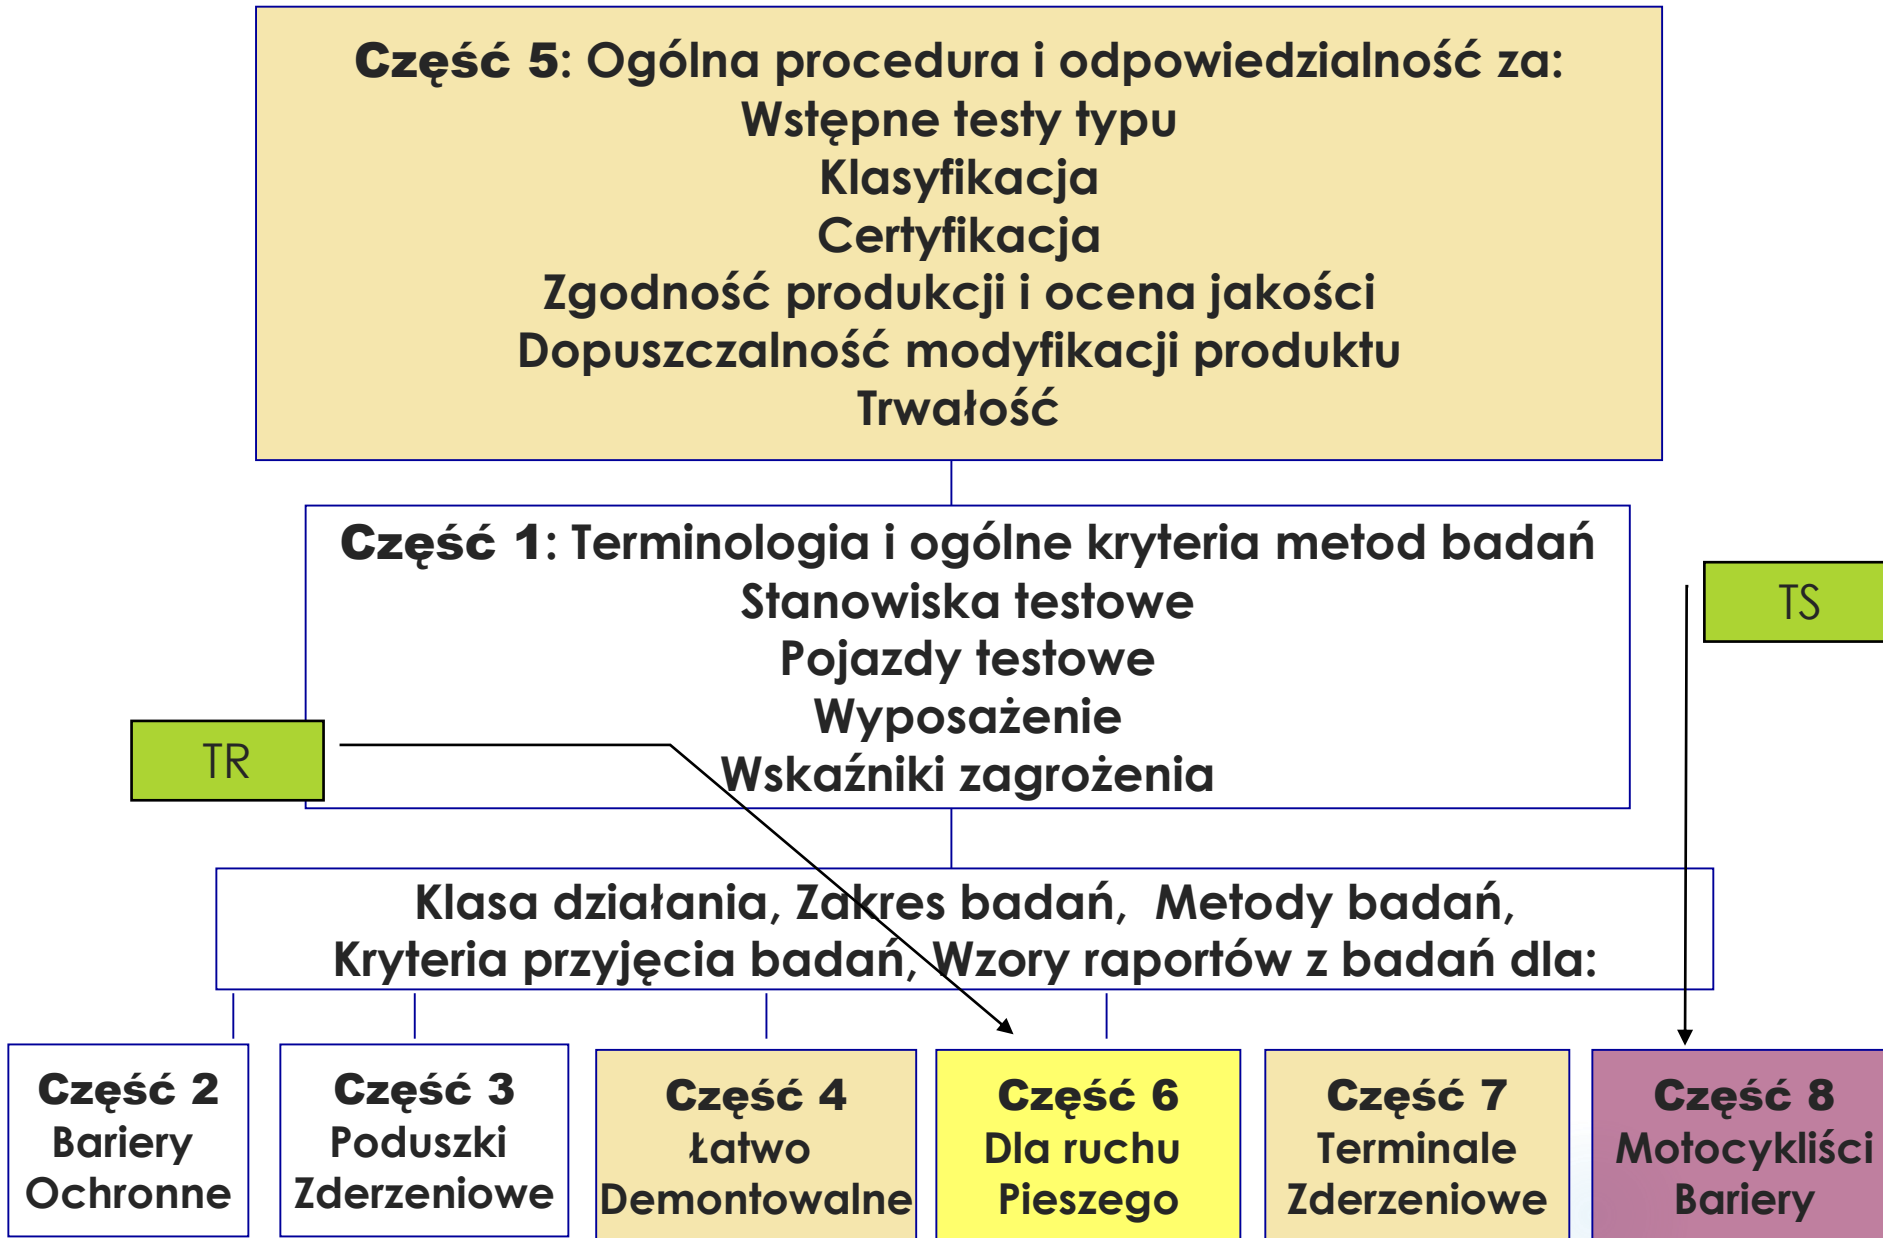 Część 5: Ogólna procedura i odpowiedzialność za:
Wstępne testy typu
Klasyfikacja
Certyfikacja
Zgodność produkcji i ocena jakości
Dopuszczalność modyfikacji produktu
Trwałość
Część 1: Terminologia i ogólne kryteria metod badań
Stanowiska testowe
Pojazdy testowe
Wyposażenie
Wskaźniki zagrożenia
TS
TR
Klasa działania, Zakres badań, Metody badań,
Kryteria przyjęcia badań, Wzory raportów z badań dla:
Część 2
Bariery
Ochronne
Część 3
Poduszki
Zderzeniowe
Część 4
Łatwo
Demontowalne
Część 6
Dla ruchu
Pieszego
Część 7
Terminale
Zderzeniowe
Część 8
Motocykliści
Bariery